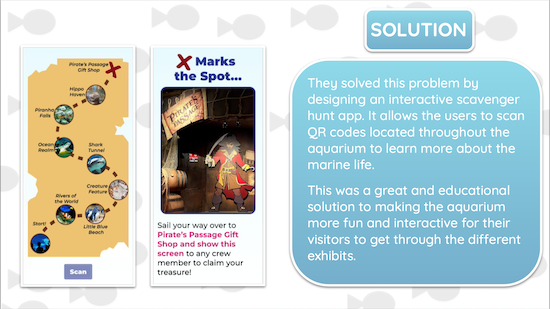 SOLUTION
Pirate's Passage
Gift Shop
Hippo
Haven
Piranha
Falls
Ocean
Realm
Shark
Tunnel
Creature
Feature
Rivers of
the World
Little Blue
Beach
Start!
Scan
X Marks
the Spot...
PIRATE'S
PASSAGE
Sail your way over to
Pirate's Passage Gift
Shop and show this
screen to any crew
member to claim your
treasure!
They solved this problem by
designing an interactive scavenger
hunt app. It allows the users to scan
QR codes located throughout the
aquarium to learn more about the
marine life.
This was a great and educational
solution to making the aquarium
more fun and interactive for their
visitors to get through the different
exhibits.